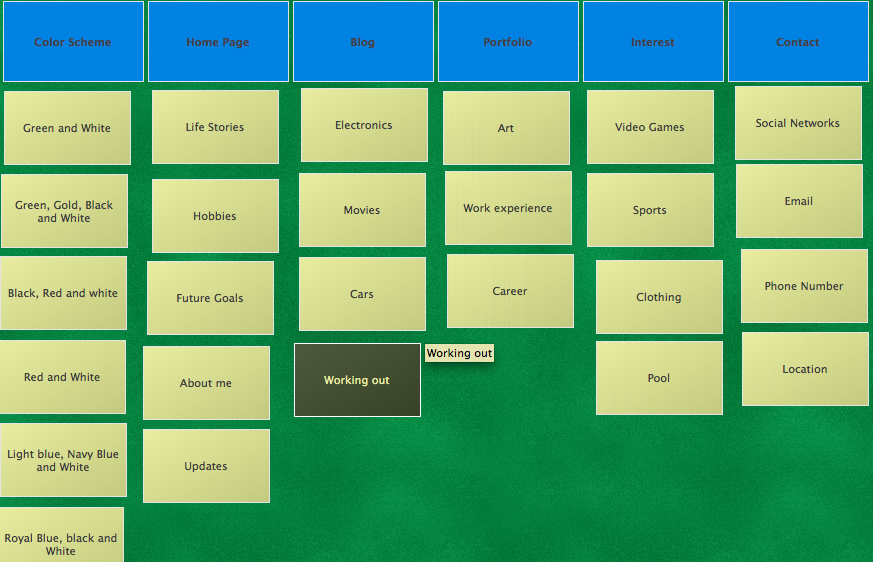 Color Scheme
Home Page
Blog
Portfolio
Interest
Contact
Green and White
Life Stories
Electronics
Art
Video Games
Social Networks
Green, Gold, Black
and White
Hobbies
Movies
Work experience
Sports
Email
Black, Red and white
Future Goals
Cars
Career
Clothing
Phone Number
Red and White
About me
Working out
Working out
Pool
Location
Light blue, Navy Blue
and White
Updates
Royal Blue, black and
White